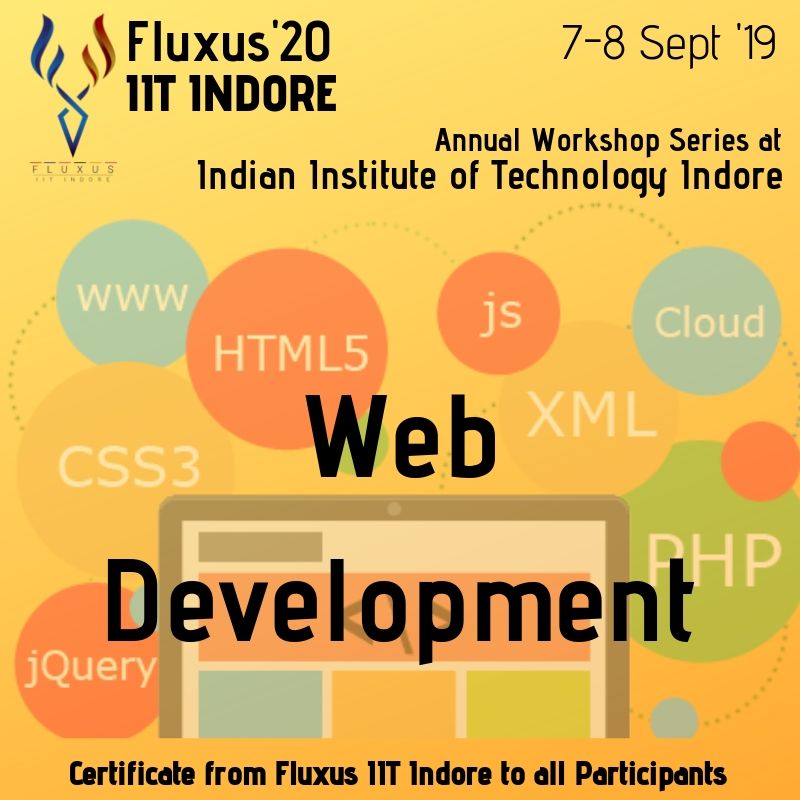 Fluxus'20
IIT INDORE
7-8 Sept '19
FLUXUS
IIT INDORE
Annual Workshop Series at
Indian Institute of Technology Indore
www
HTML5
js
Cloud
XML
CSS3
Web
PHP
Development
<\>
jQuery
Certificate from Fluxus IIT Indore to all Participants